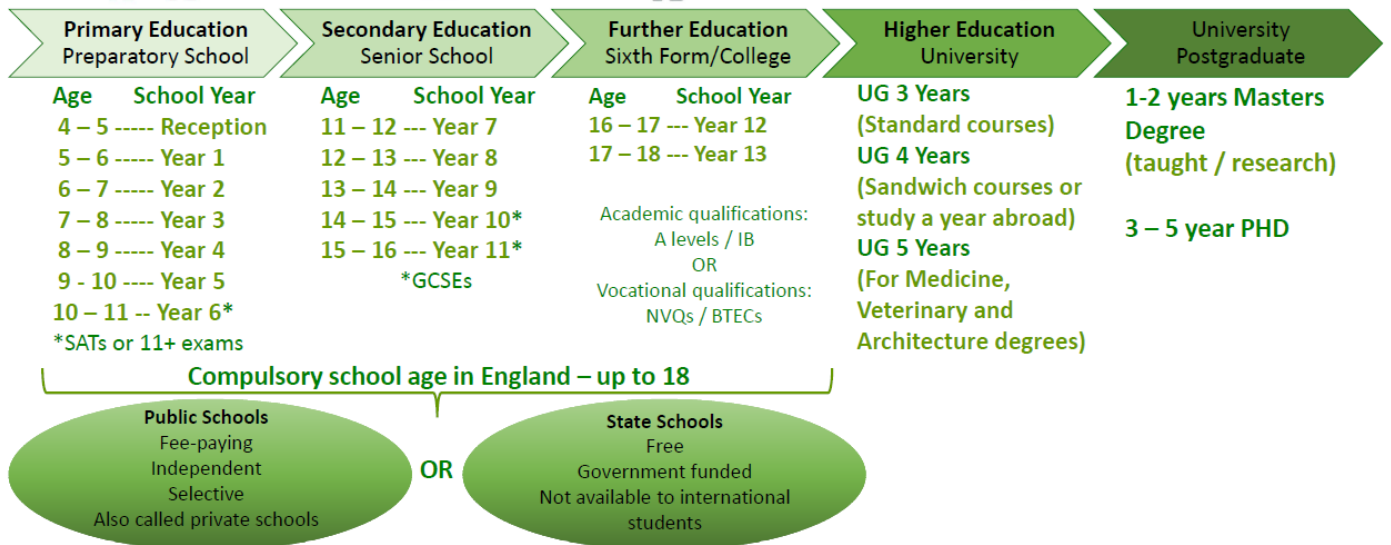 Primary Education
Preparatory School
Secondary Education
Senior School
Further Education
Sixth Form/College
Higher Education
University
University
Postgraduate
Age School Year
4 – 5 ----- Reception
5 – 6 ----- Year 1
6 – 7 ----- Year 2
7 – 8 ----- Year 3
8 – 9 ----- Year 4
9 - 10 ---- Year 5
10 – 11 -- Year 6*
*SATs or 11+ exams
Age School Year
11 – 12 --- Year 7
12 – 13 --- Year 8
13 – 14 --- Year 9
14 – 15 --- Year 10*
15 – 16 --- Year 11*
*GCSEs
Age School Year
16 – 17 --- Year 12
17 – 18 --- Year 13
Academic qualifications:
A levels / IB
OR
Vocational qualifications:
NVQs / BTECs
UG 3 Years
(Standard courses)
UG 4 Years
(Sandwich courses or
study a year abroad)
UG 5 Years
(For Medicine,
Veterinary and
Architecture degrees)
1-2 years Masters
Degree
(taught / research)
3 – 5 year PHD
Compulsory school age in England – up to 18
Public Schools
Fee-paying
Independent
Selective
Also called private schools
OR
State Schools
Free
Government funded
Not available to international
students